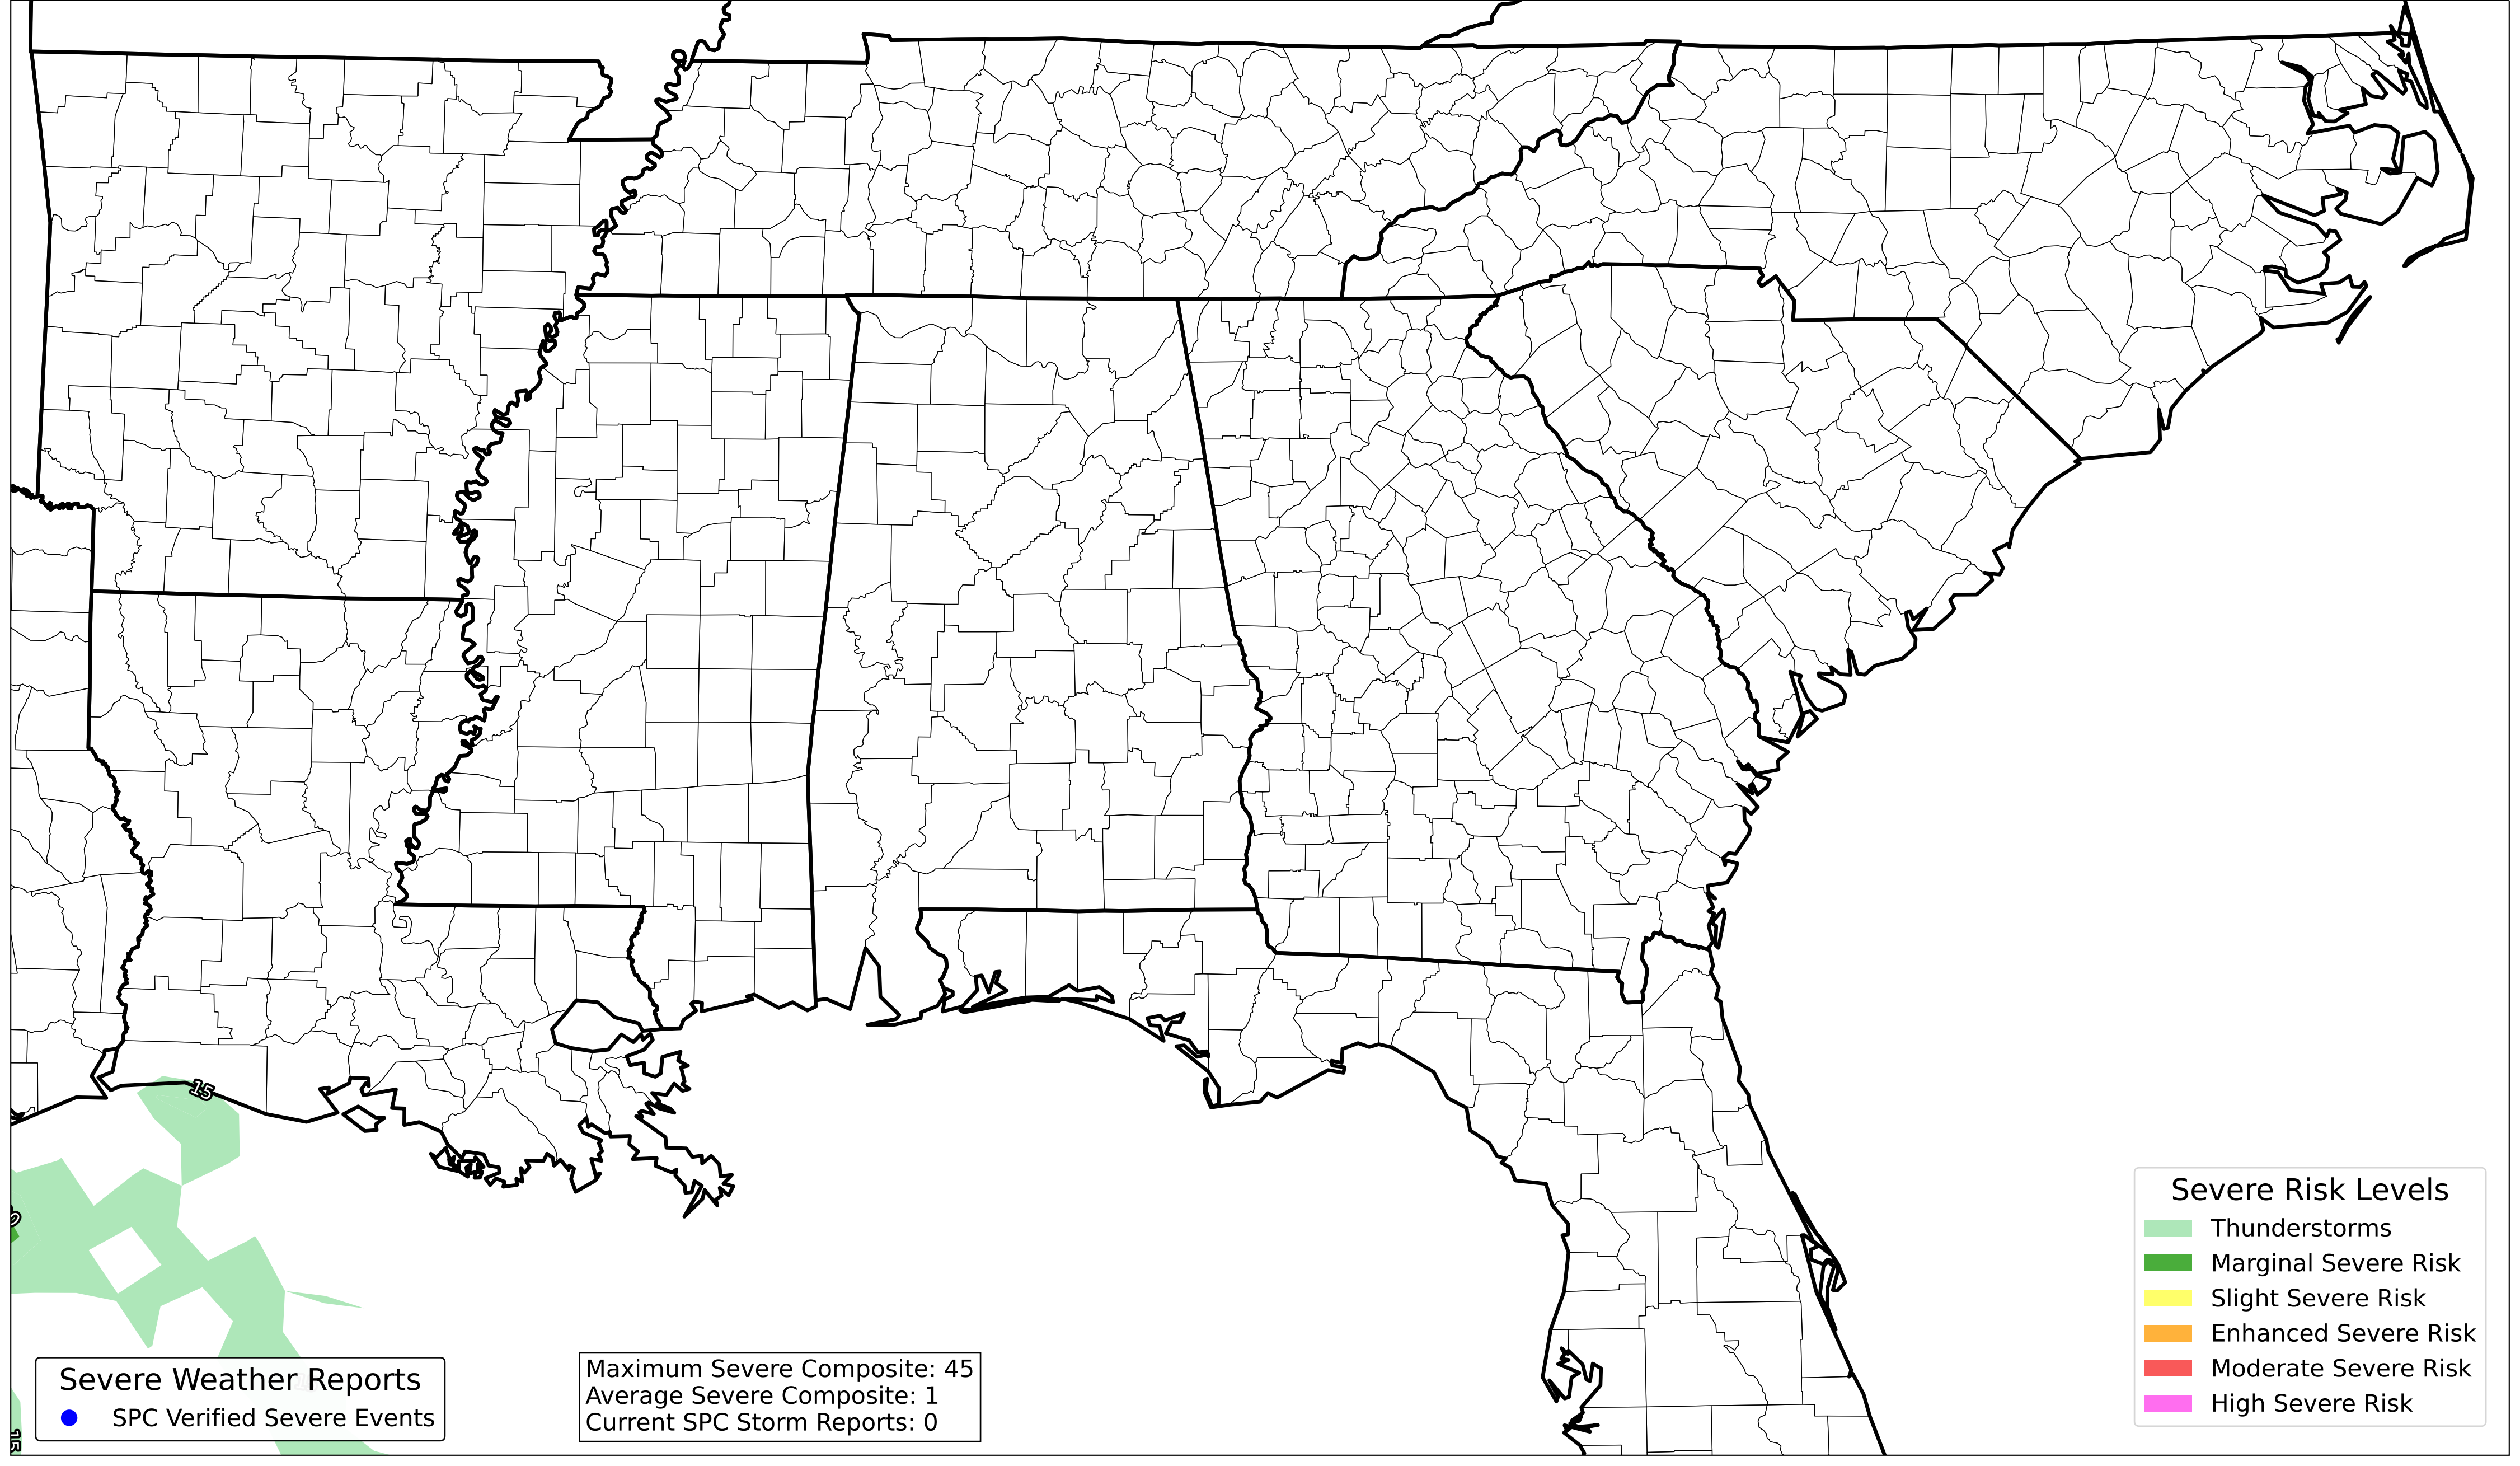 15
Severe Weather Reports
SPC Verified Severe Events
15
Maximum Severe Composite: 45
Average Severe Composite: 1
Current SPC Storm Reports: 0
Severe Risk Levels
Thunderstorms
Marginal Severe Risk
Slight Severe Risk
Enhanced Severe Risk
Moderate Severe Risk
High Severe Risk